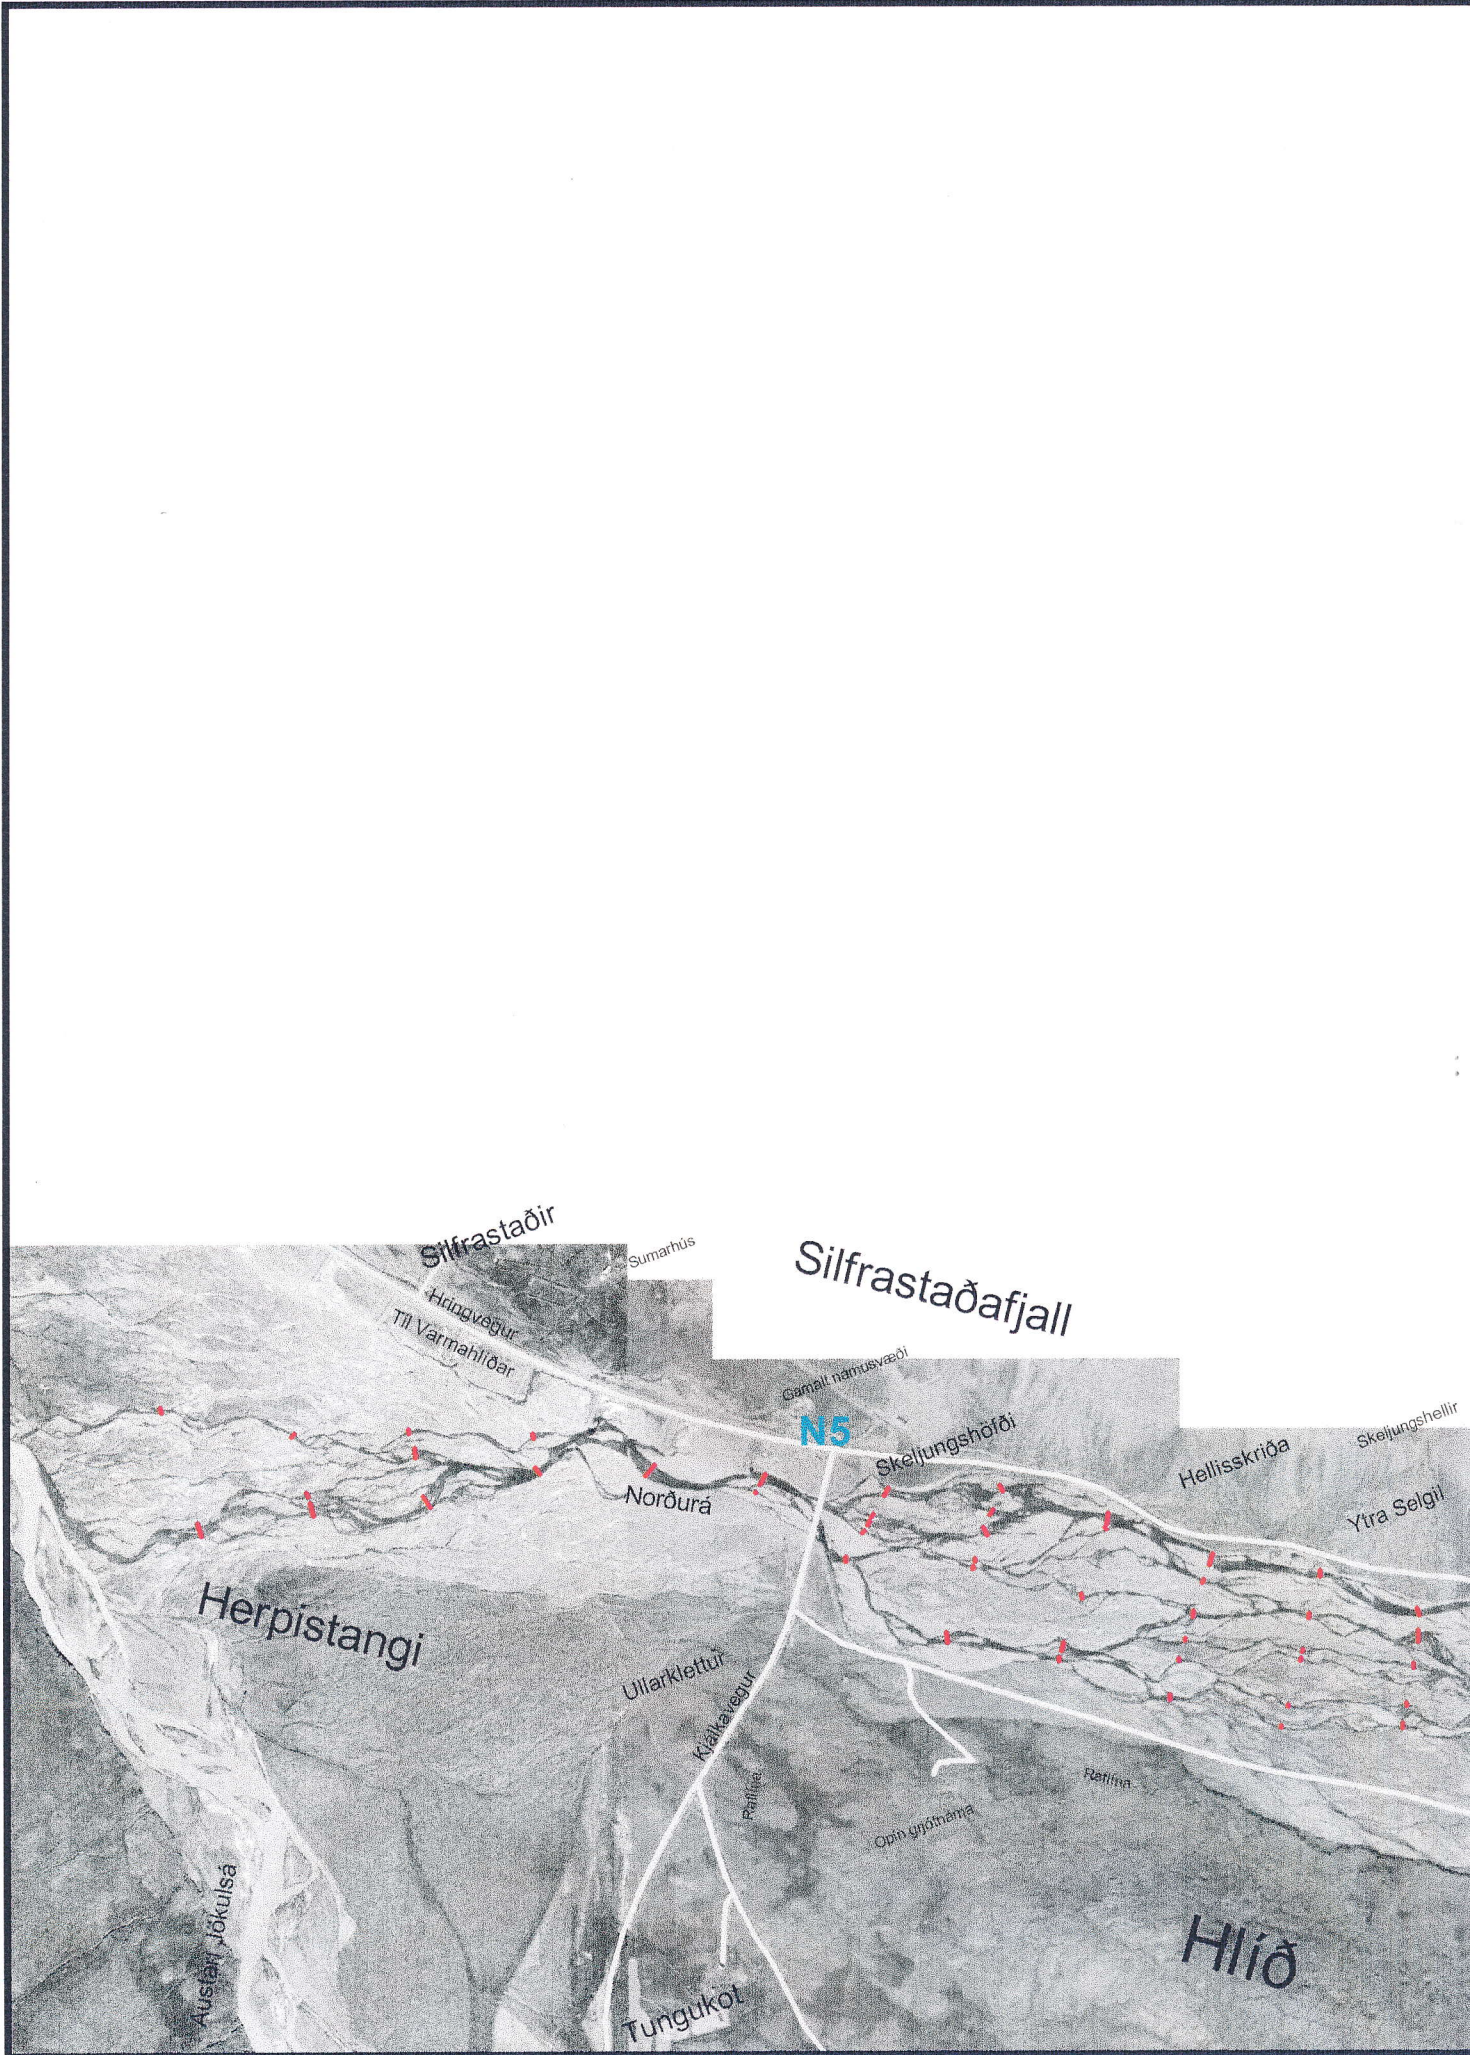 Silfrastaðir
Sumarhús
Silfrastaðafjall
Hringvegur
Til Varmahlíðar
Gamalt námusvæði
N5
Skeljungshöfði
Skeljungshellir
Hellisskriða
Ytra Selgil
Norðurá
Herpistangi
Ullarklettur
Kjálkavegur
Raflína
Raflína
Opin grjótnáma
Austari Jökulsá
Hlíð
Tungukot